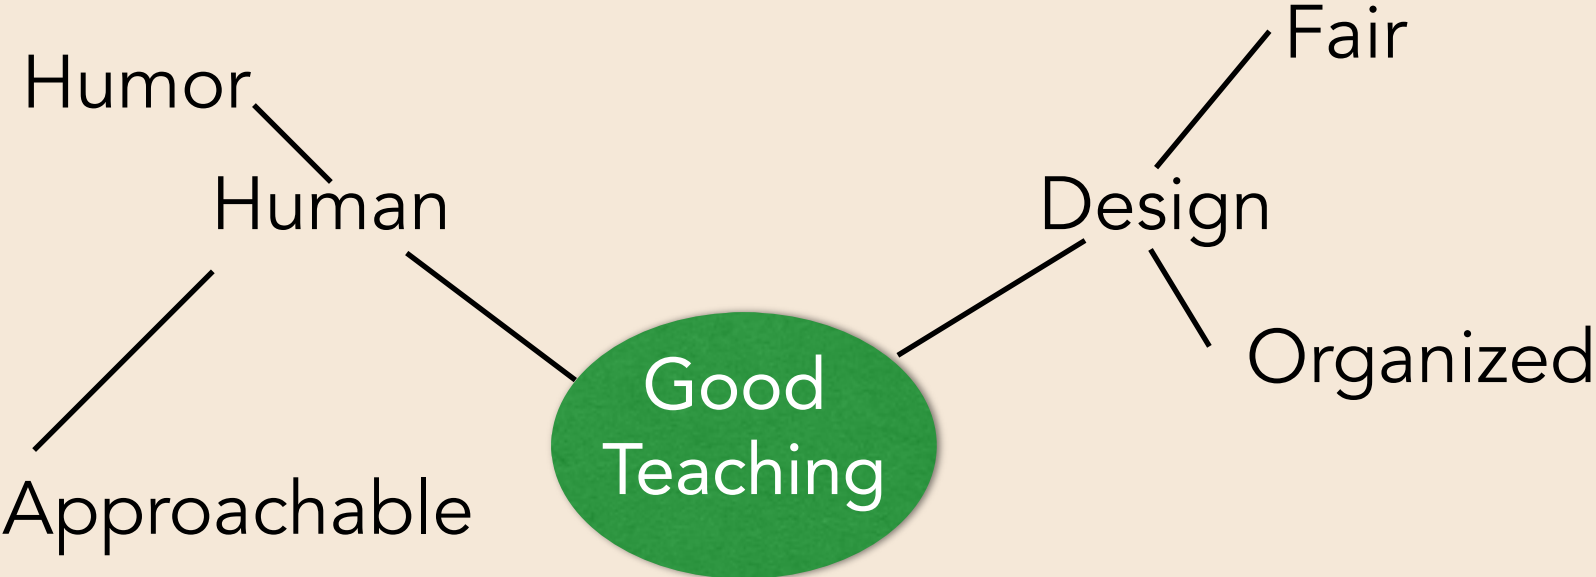 Humor
Human
Approachable
Good
Teaching
Design
Fair
Organized